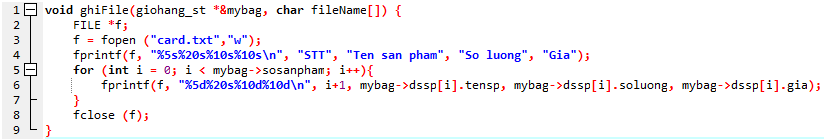 1 void ghiFile(giohang_st *&mybag, char fileName[]) {
2 FILE *f;
3 f = fopen ("card.txt","w");
4 fprintf(f, "%5s%20s%10s%10s\n", "STT", "Ten san pham", "So luong", "Gia");
5 for (int i = 0; i < mybag->sosanpham; i++){
6 fprintf(f, "%5d%20s%10d%10d\n", i+1, mybag->dssp[i].tensp, mybag->dssp[i].soluong, mybag->dssp[i].gia);
7 }
8 fclose (f);
9 }